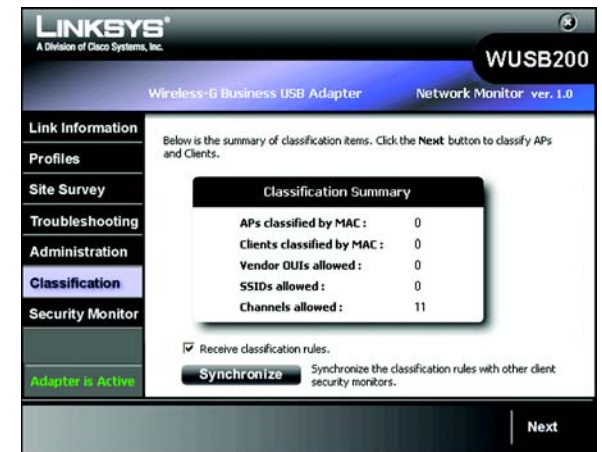 LINKSYS®
A Division of Cisco Systems, Inc.
WUSB200
Wireless-G Business USB Adapter
Network Monitor ver. 1.0
Link Information
Profiles
Site Survey
Troubleshooting
Administration
Classification
Security Monitor
Adapter is Active
Below is the summary of classification items. Click the Next button to classify APs
and Clients.
Classification Summary
APs classified by MAC : 0
Clients classified by MAC : 0
Vendor OUIs allowed : 0
SSIDs allowed : 0
Channels allowed : 11
Receive classification rules.
Synchronize
Synchronize the classification rules with other client
security monitors.
Next